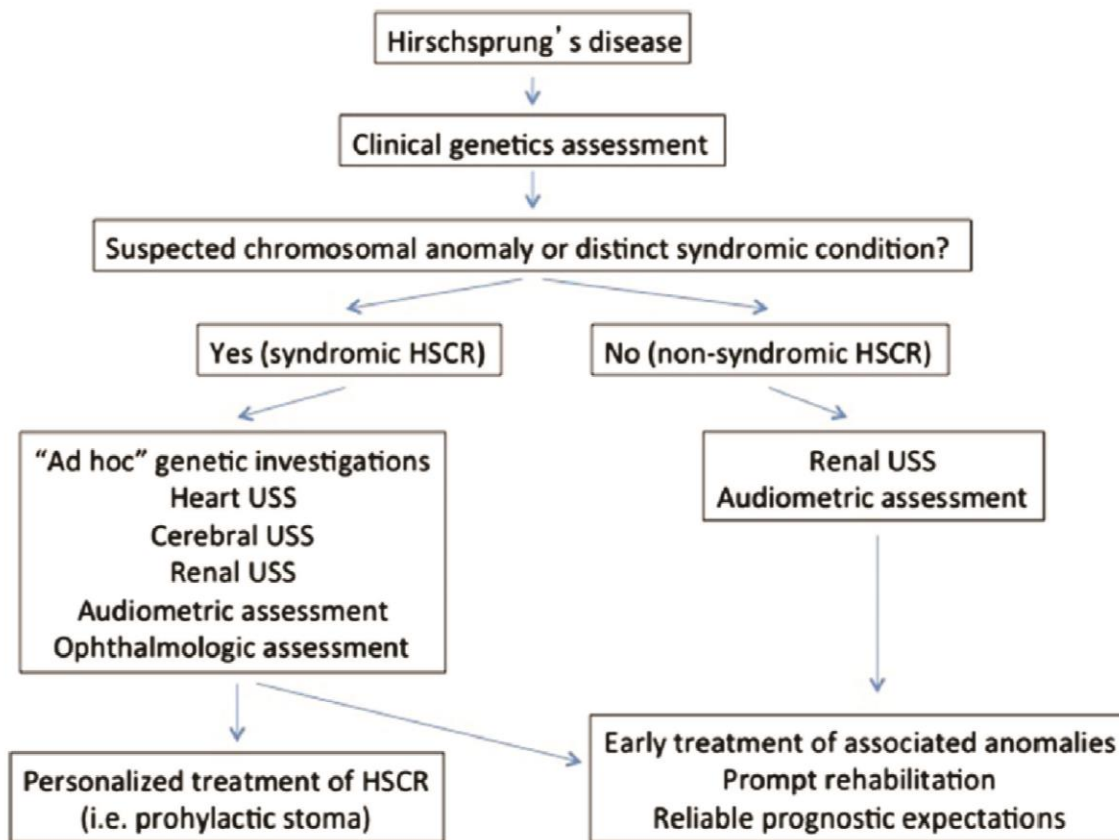 Hirschsprung's disease
Clinical genetics assessment
Suspected chromosomal anomaly or distinct syndromic condition?
Yes (syndromic HSCR)
No (non-syndromic HSCR)
“Ad hoc” genetic investigations
Heart USS
Cerebral USS
Renal USS
Audiometric assessment
Ophthalmologic assessment
Renal USS
Audiometric assessment
Personalized treatment of HSCR
(i.e. prohylactic stoma)
Early treatment of associated anomalies
Prompt rehabilitation
Reliable prognostic expectations